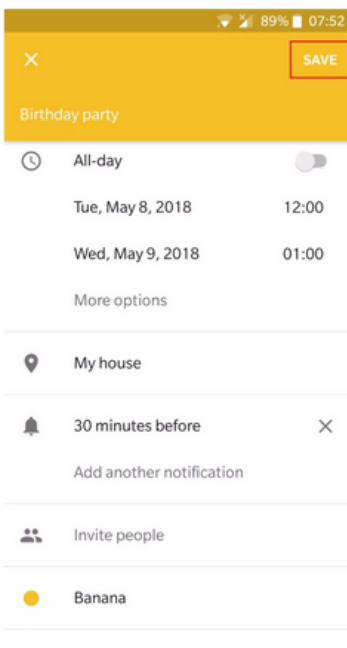 89% 07:52
SAVE
Birthday party
All-day
Tue, May 8, 2018 12:00
Wed, May 9, 2018 01:00
More options
My house
30 minutes before
Add another notification
Invite people
Banana